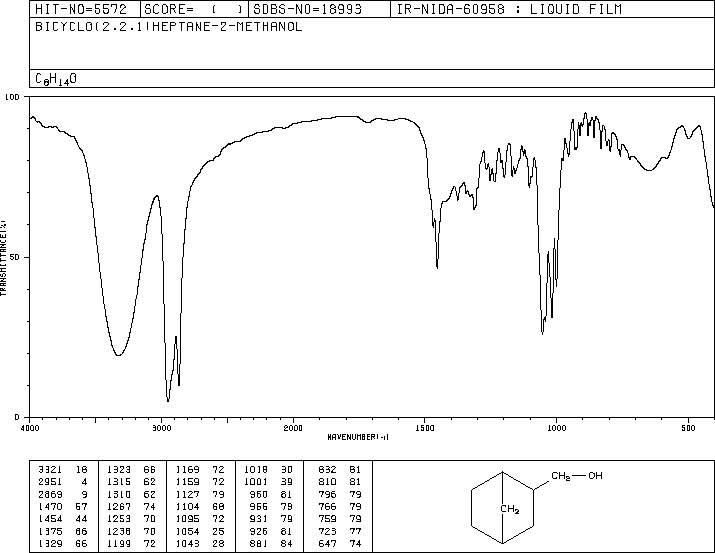 HIT-NO=5572 SCORE= ( ) SDBS-NO=18993 IR-NIDA-60958 : LIQUID FILM
BICYCLO(2.2.1)HEPTANE-2-METHANOL
C8H14O
100
50
0
TRANSMITTANCE(%)
4000 3000 2000 1500 1000 500
WAVENUMBER(-1)
3321 18 1323 66 1169 72 1018 30 832 81
2951 4 1315 62 1159 72 1001 39 810 81
2869 9 1310 62 1127 79 980 81 796 79
1470 57 1267 74 1104 68 966 79 766 79
1454 44 1253 70 1095 72 931 79 759 79
1375 66 1238 70 1054 25 926 81 723 77
1329 66 1199 72 1043 28 881 84 647 74
CH2 OH
CH2